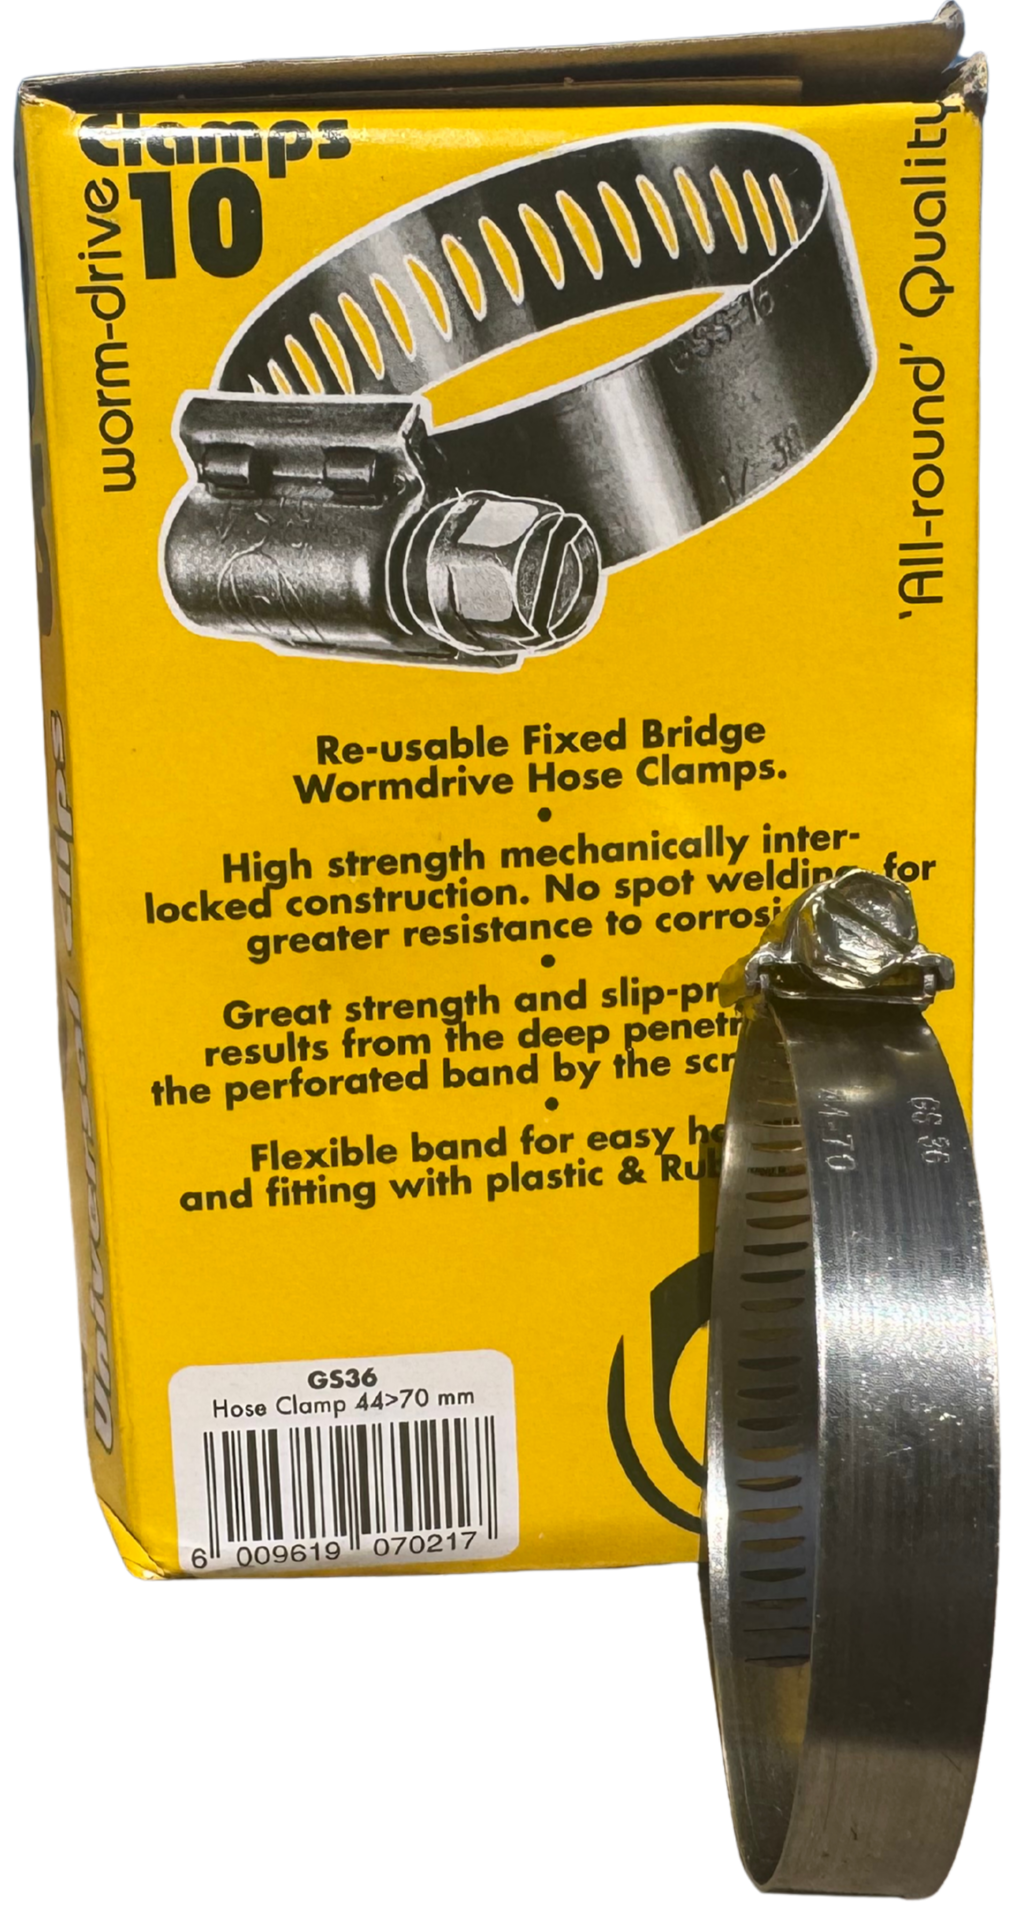 Clamps
10
worm-drive
'All-round' Quality
GSS-16
Re-usable Fixed Bridge
Wormdrive Hose Clamps.
•
High strength mechanically inter-
locked construction. No spot welding, for
greater resistance to corrosi
•
Great strength and slip-pr
results from the deep penetr
the perforated band by the scr
•
Flexible band for easy ha
and fitting with plastic & Rub
GS 36
44-70
GS36
Hose Clamp 44>70 mm
6 009619 070217